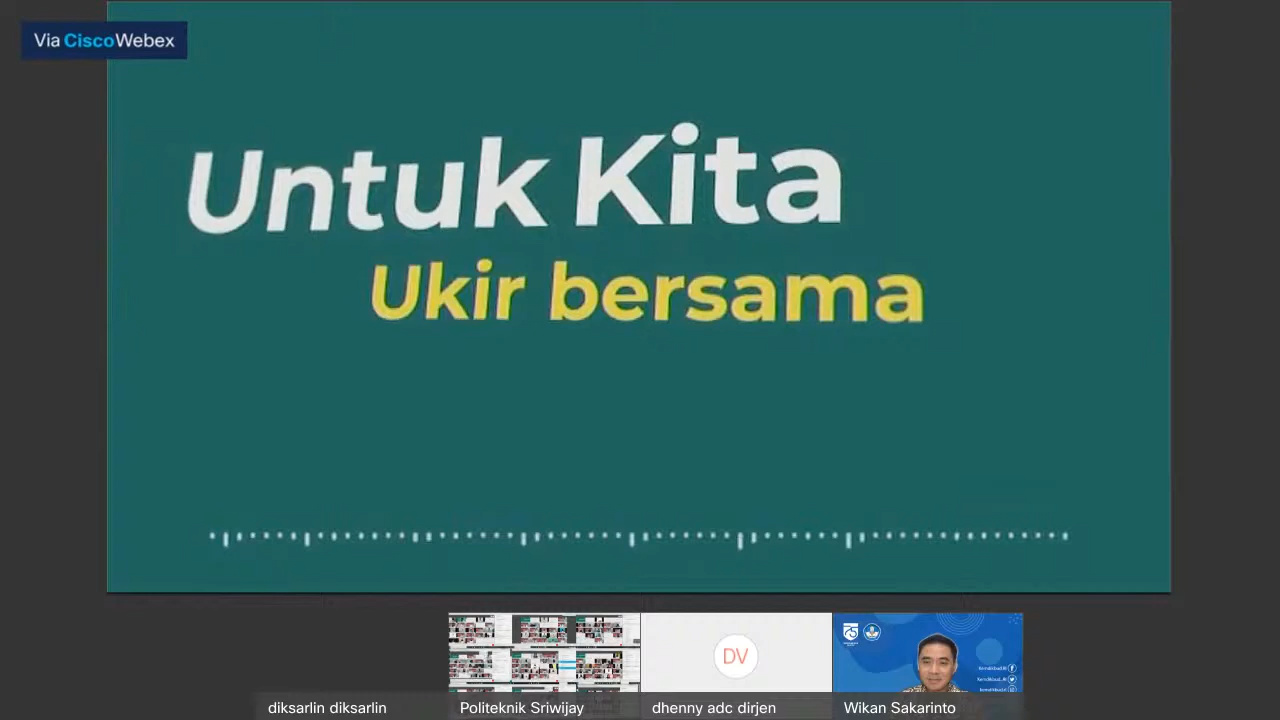 Via CiscoWebex
Untuk Kita
Ukir bersama
DV
diksarlin diksarlin
Politeknik Sriwijay
dhenny adc dirjen
Wikan Sakarinto